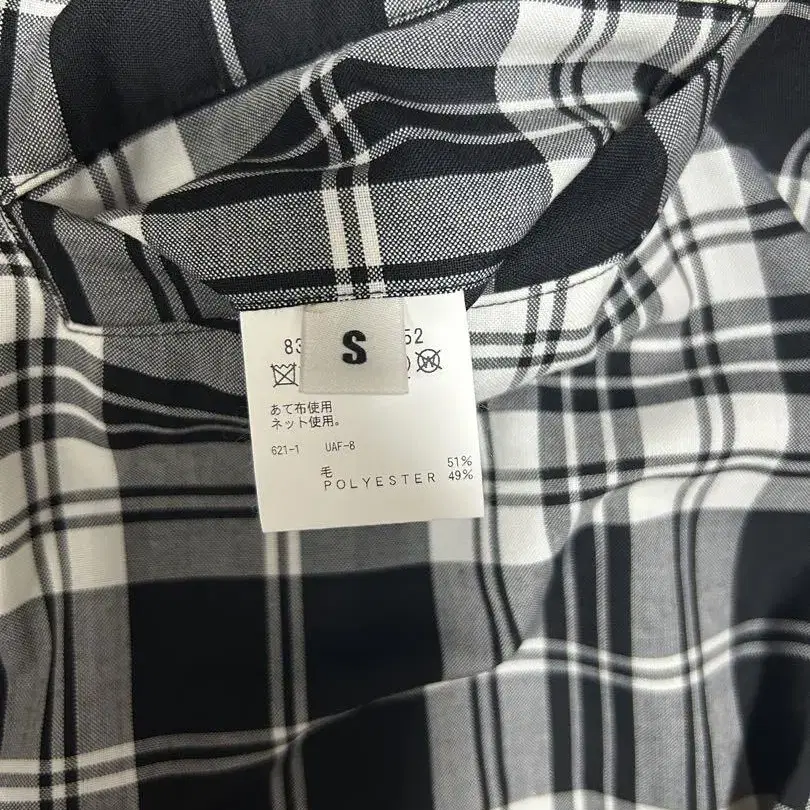 S
83 52
あて布使用
ネット使用。
621-1 UAF-8
毛 51%
POLYESTER 49%